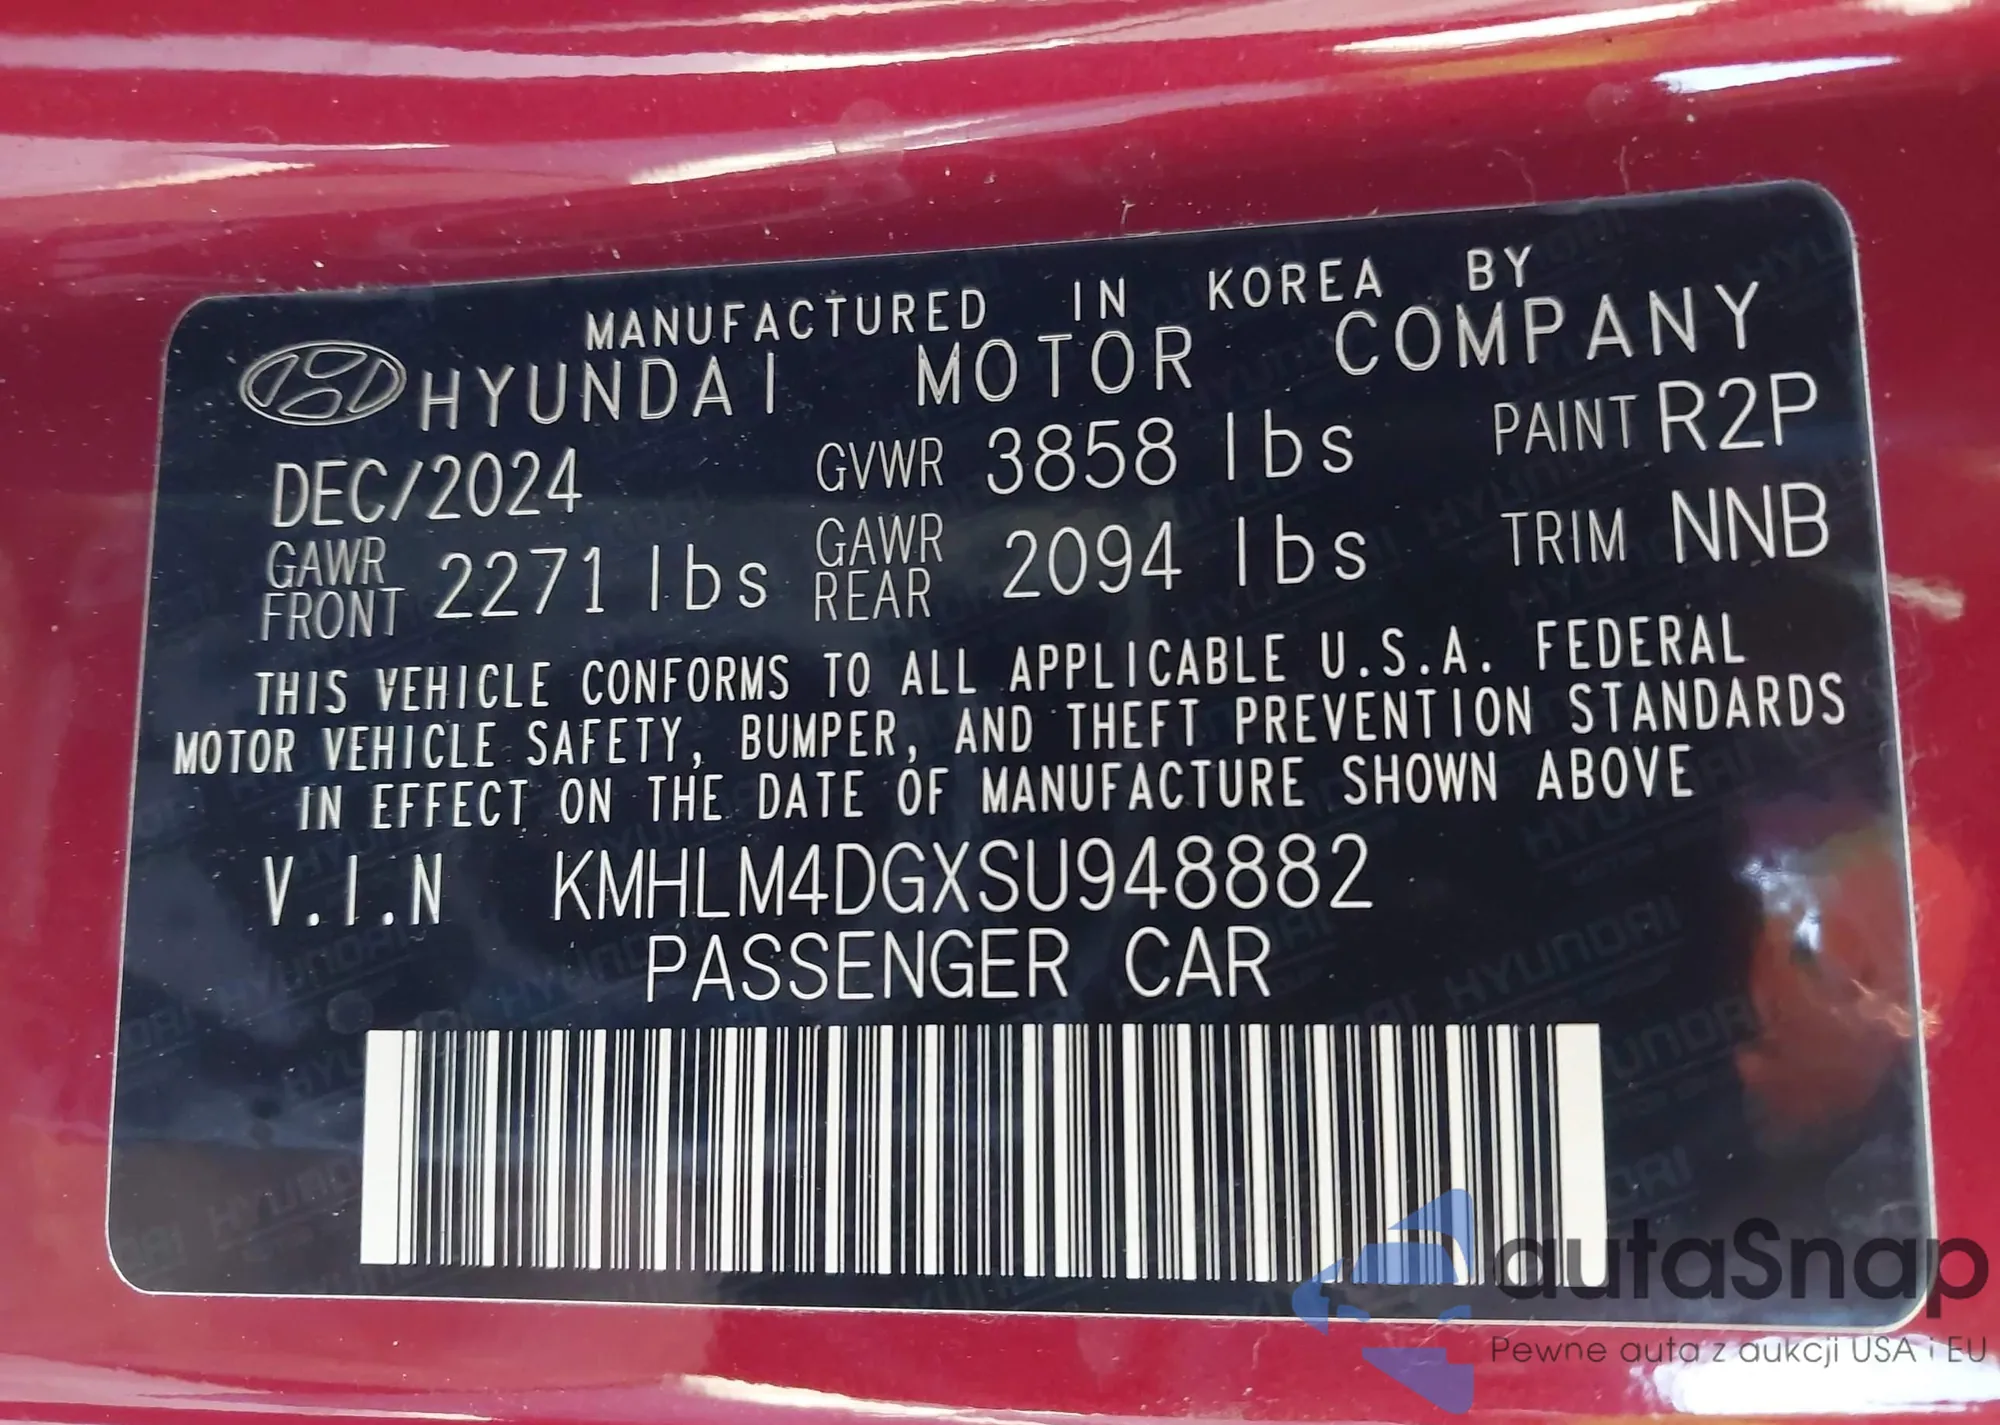 MANUFACTURED IN KOREA BY
HYUNDAI MOTOR COMPANY
DEC/2024 GVWR 3858 lbs PAINT R2P
GAWR FRONT 2271 lbs GAWR REAR 2094 lbs TRIM NNB
THIS VEHICLE CONFORMS TO ALL APPLICABLE U.S.A. FEDERAL
MOTOR VEHICLE SAFETY, BUMPER, AND THEFT PREVENTION STANDARDS
IN EFFECT ON THE DATE OF MANUFACTURE SHOWN ABOVE
V.I.N KMHLM4DGXSU948882
PASSENGER CAR
autaSnap
Pewne auta z aukcji USA i EU